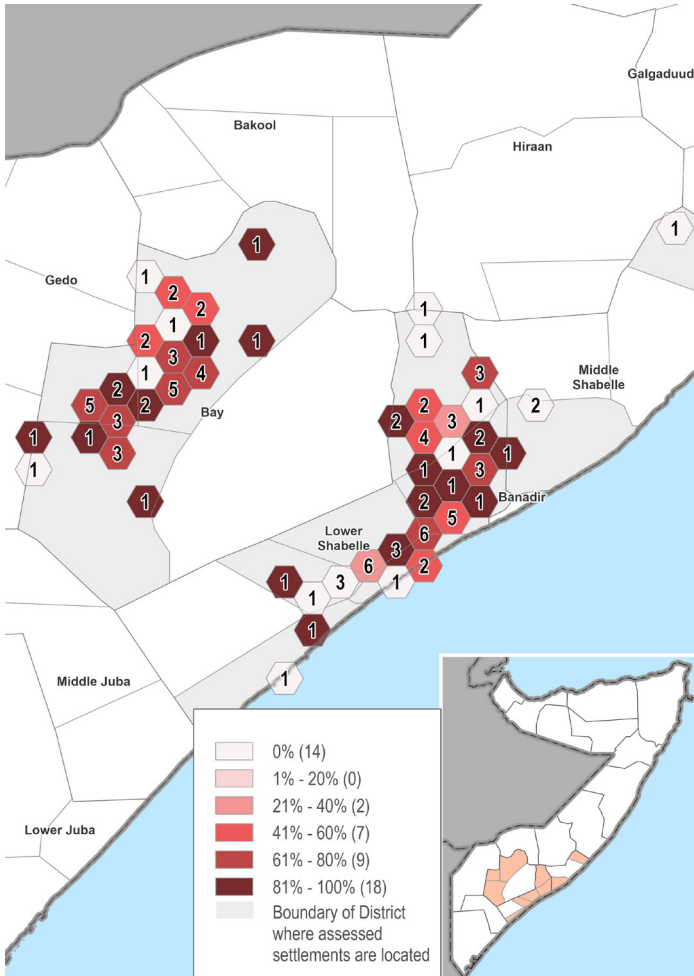 Galgaduud
Bakool
Hiraan
1
1
Gedo
1
2
2
1
1
1
2
1
1
3
1
4
3
Middle
Shabelle
2
5
5
2
Bay
3
2
3
1
2
2
4
1
2
1
1
3
1
1
3
1
1
1
2
1
1
Banadir
5
Lower
Shabelle
6
3
6
2
1
3
1
1
1
Middle Juba
1
Lower Juba
0% (14)
1% - 20% (0)
21% - 40% (2)
41% - 60% (7)
61% - 80% (9)
81% - 100% (18)
Boundary of District
where assessed
settlements are located